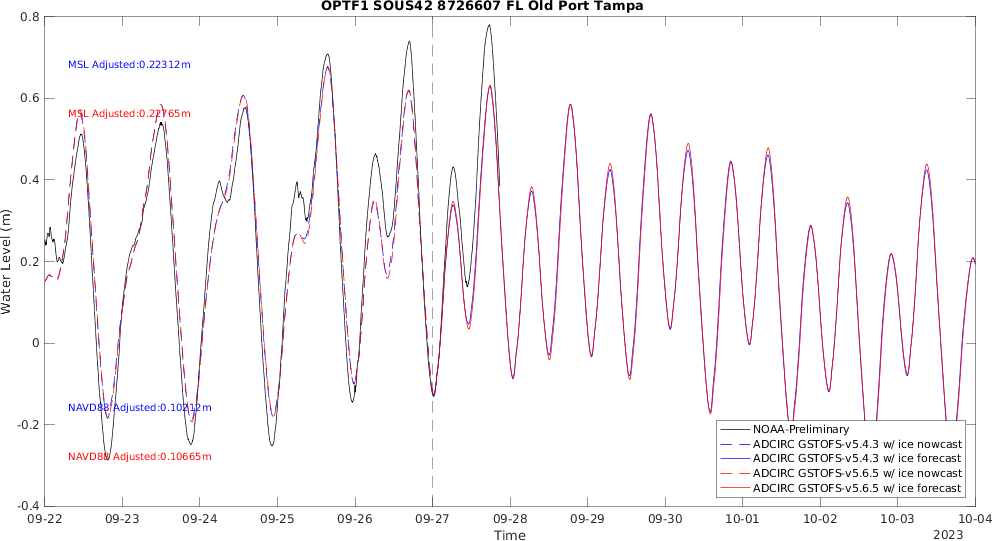 OPTF1 SOUS42 8726607 FL Old Port Tampa
0.8
0.6
0.4
0.2
0
-0.2
-0.4
Water Level (m)
MSL Adjusted:0.22312m
MSL Adjusted:0.22765m
NAVD88 Adjusted:0.10212m
NAVD88 Adjusted:0.10665m
NOAA-Preliminary
ADCIRC GSTOFS-v5.4.3 w/ ice nowcast
ADCIRC GSTOFS-v5.4.3 w/ ice forecast
ADCIRC GSTOFS-v5.6.5 w/ ice nowcast
ADCIRC GSTOFS-v5.6.5 w/ ice forecast
09-22 09-23 09-24 09-25 09-26 09-27 09-28 09-29 09-30 10-01 10-02 10-03 10-04
Time
2023